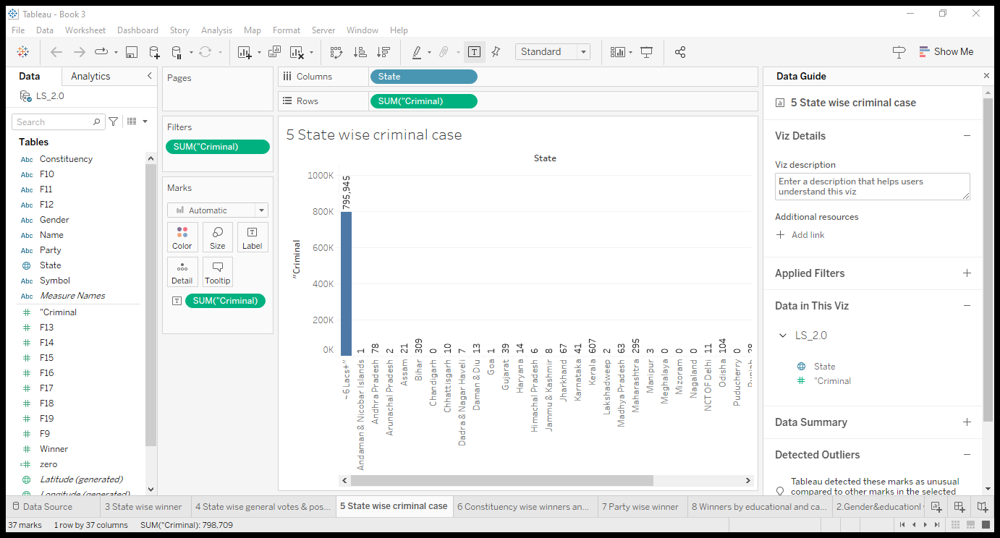 Tableau - Book 3
File Data Worksheet Dashboard Story Analysis Map Format Server Window Help
Standard
Show Me
Data Analytics
LS_2.0
Search
Tables
Abc Constituency
Abc F10
Abc F11
Abc F12
Abc Gender
Abc Name
Abc Party
State
Abc Symbol
Abc Measure Names
"Criminal
F13
F14
F15
F16
F17
F18
F19
F9
Winner
zero
Latitude (generated)
Longitude (generated)
Pages
Filters
SUM("Criminal)
Marks
Automatic
Color Size Label
Detail Tooltip
SUM("Criminal)
Columns State
Rows SUM("Criminal)
5 State wise criminal case
State
"Criminal
1000K
800K
600K
400K
200K
0K
795,945 1 78 2 21 309 0 10 7 13 1 39 14 6 8 67 41 607 2 63 295 3 0 0 0 11 104 0
~6 Lacs+"
Andaman & Nicobar Islands
Andhra Pradesh
Arunachal Pradesh
Assam
Bihar
Chandigarh
Chhattisgarh
Dadra & Nagar Haveli
Daman & Diu
Goa
Gujarat
Haryana
Himachal Pradesh
Jammu & Kashmir
Jharkhand
Karnataka
Kerala
Lakshadweep
Madhya Pradesh
Maharashtra
Manipur
Meghalaya
Mizoram
Nagaland
NCT OF Delhi
Odisha
Puducherry
Data Guide
5 State wise criminal case
Viz Details
Viz description
Enter a description that helps users
understand this viz
Additional resources
Add link
Applied Filters
Data in This Viz
LS_2.0
State
"Criminal
Data Summary
Detected Outliers
Tableau detected these marks as unusual
compared to other marks in the selected
Data Source 3 State wise winner 4 State wise general votes & pos... 5 State wise criminal case 6 Constituency wise winners an... 7 Party wise winner 8 Winners by educational and ca... 2.Gender&educationl
37 marks 1 row by 37 columns SUM("Criminal): 798,709